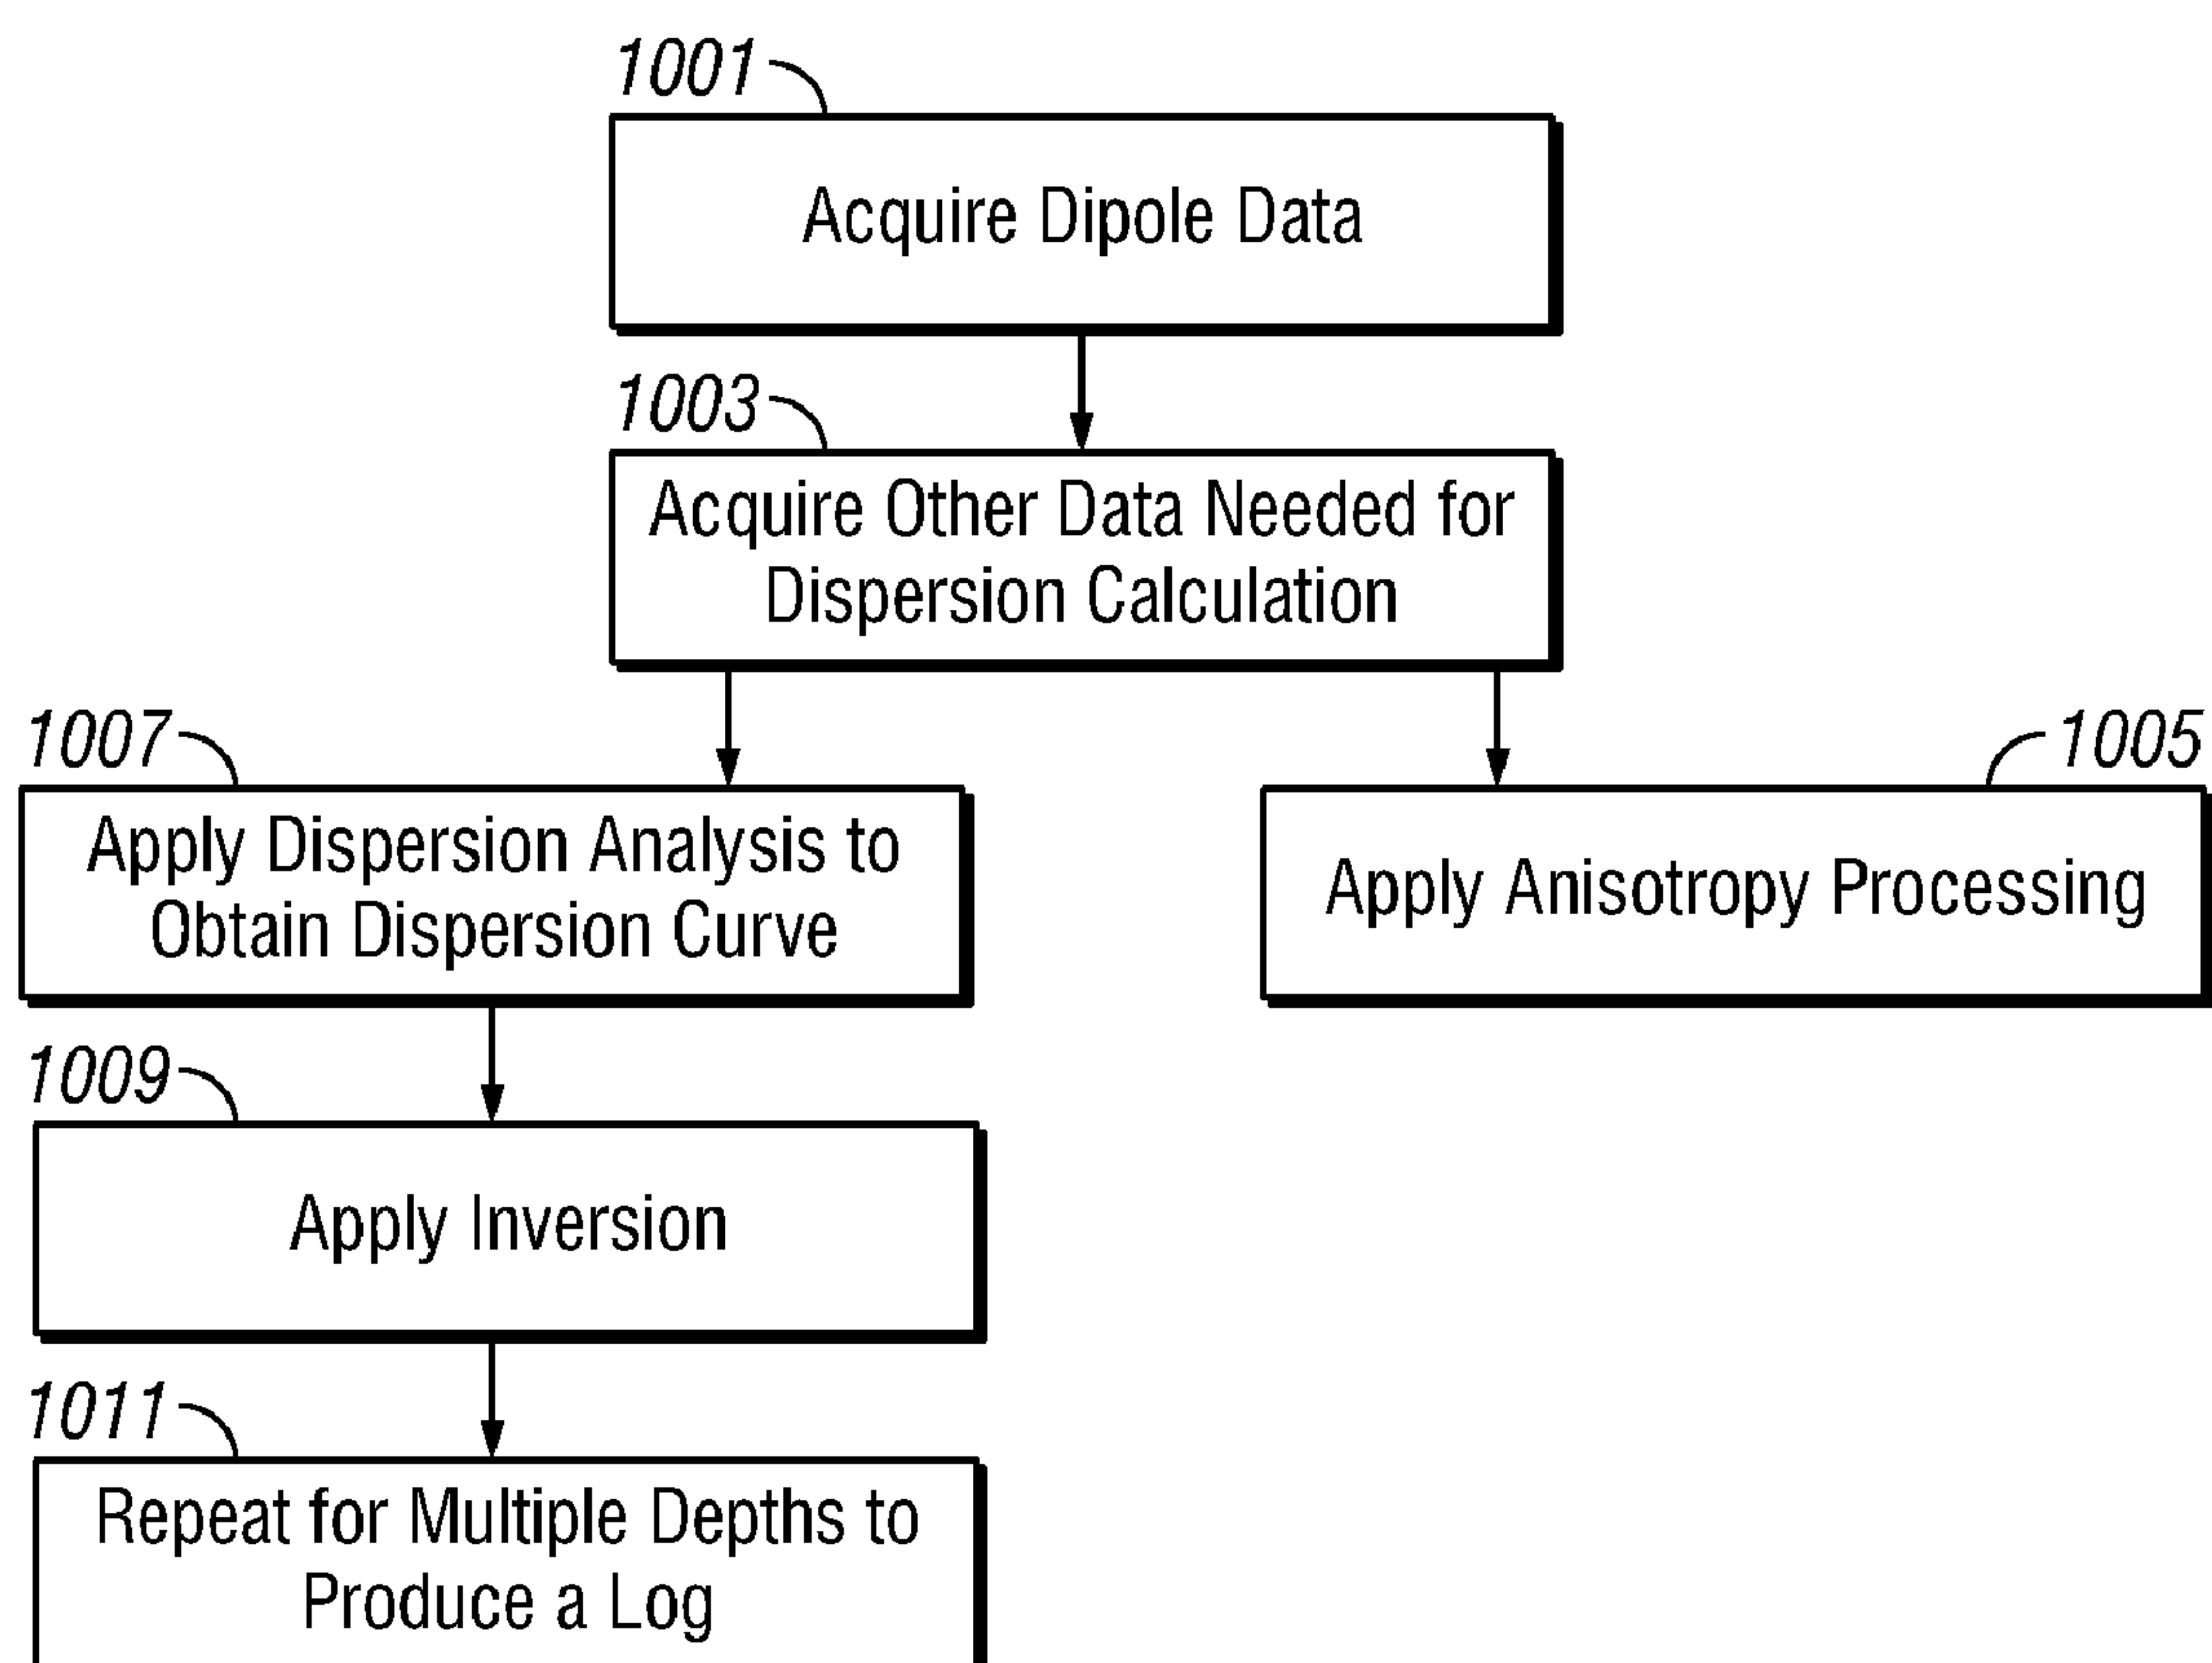 1001
Acquire Dipole Data
1003
Acquire Other Data Needed for
Dispersion Calculation
1007
Apply Dispersion Analysis to
Obtain Dispersion Curve
1005
Apply Anisotropy Processing
1009
Apply Inversion
1011
Repeat for Multiple Depths to
Produce a Log